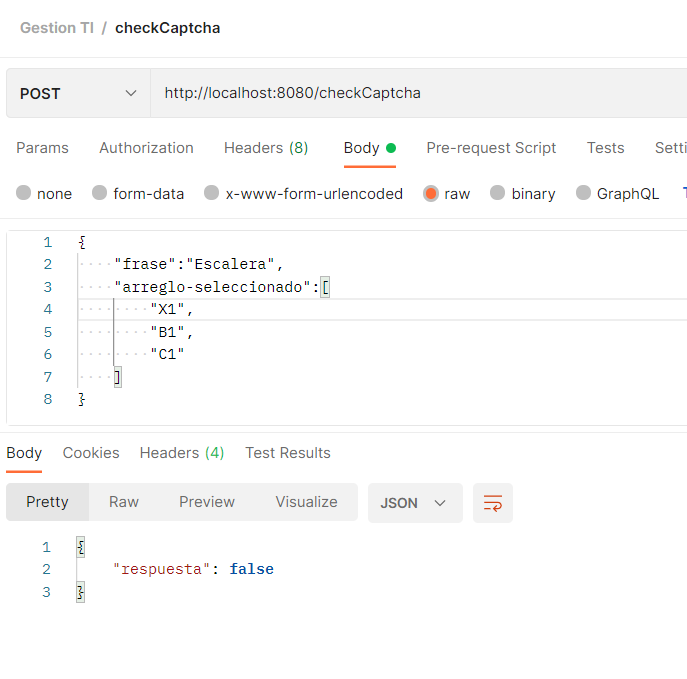 Gestion TI / checkCaptcha
POST http://localhost:8080/checkCaptcha
Params Authorization Headers (8) Body Pre-request Script Tests Setti
none form-data x-www-form-urlencoded raw binary GraphQL T
1 {
2 ····"frase":"Escalera",
3 ····"arreglo-seleccionado":[
4 ········"X1",
5 ········"B1",
6 ········"C1"
7 ····]
8 }
Body Cookies Headers (4) Test Results
Pretty Raw Preview Visualize JSON
1 {
2 "respuesta": false
3 }